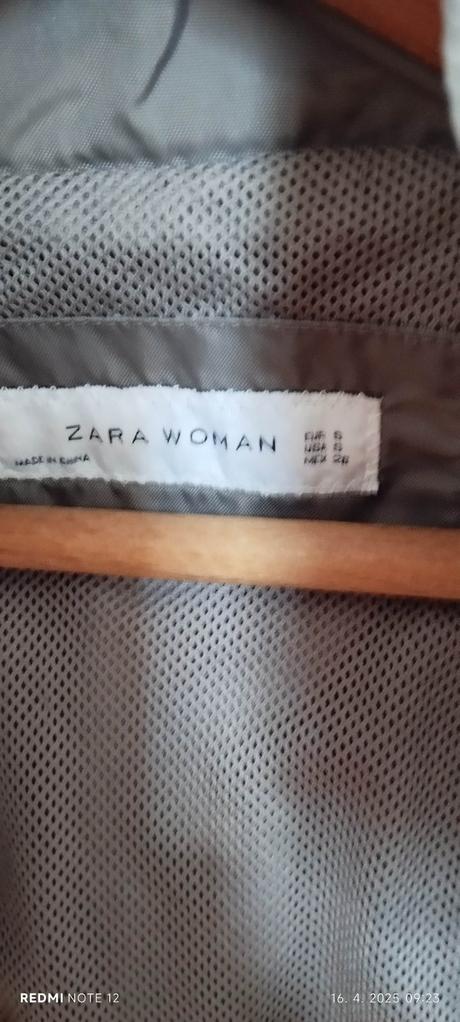 ZARA WOMAN
EUR S
USA S
MEX 26
MADE IN CHINA
REDMI NOTE 12
16. 4. 2025 09:23